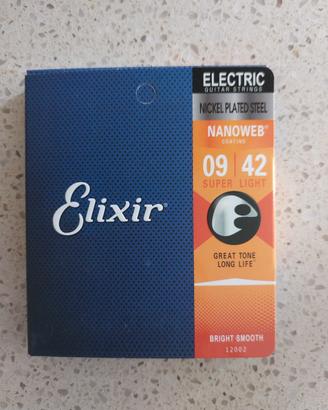 ELECTRIC
GUITAR STRINGS
NICKEL PLATED STEEL
NANOWEB®
COATING
09 | 42
SUPER LIGHT
Elixir®
GREAT TONE
LONG LIFE™
BRIGHT SMOOTH
12002